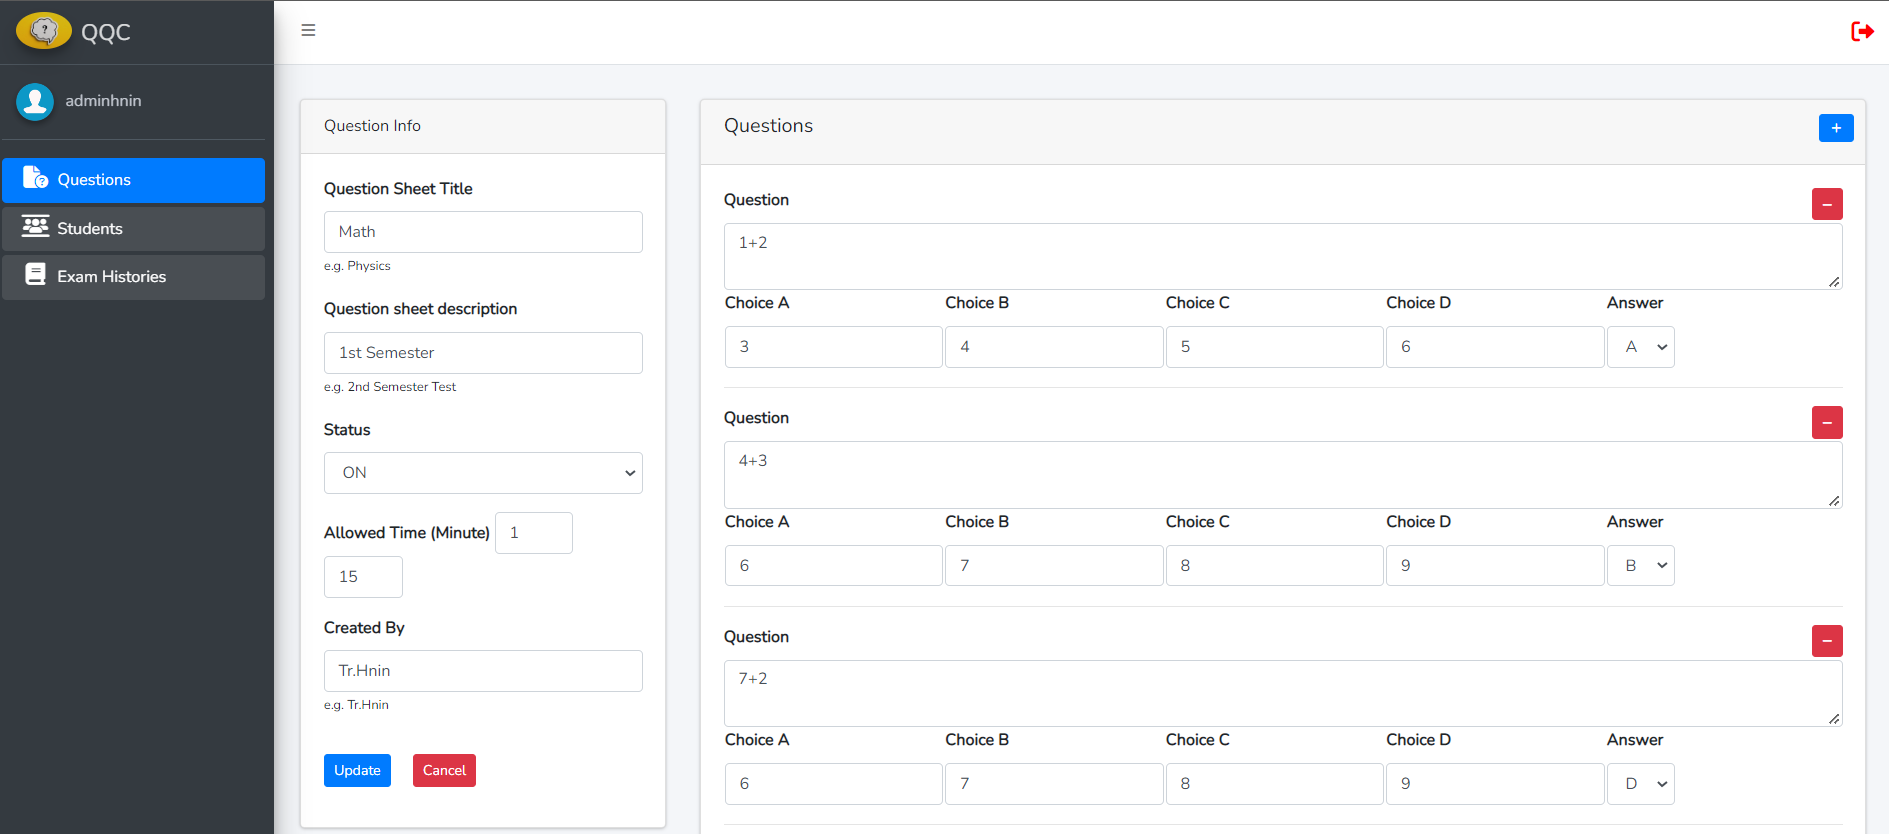 QQC
adminhnin
Questions
Students
Exam Histories
Question Info
Question Sheet Title
Math
e.g. Physics
Question sheet description
1st Semester
e.g. 2nd Semester Test
Status
ON
Allowed Time (Minute) 1
15
Created By
Tr.Hnin
e.g. Tr.Hnin
Update Cancel
Questions
+
Question
−
1+2
Choice A Choice B Choice C Choice D Answer
3 4 5 6 A
Question
−
4+3
Choice A Choice B Choice C Choice D Answer
6 7 8 9 B
Question
−
7+2
Choice A Choice B Choice C Choice D Answer
6 7 8 9 D